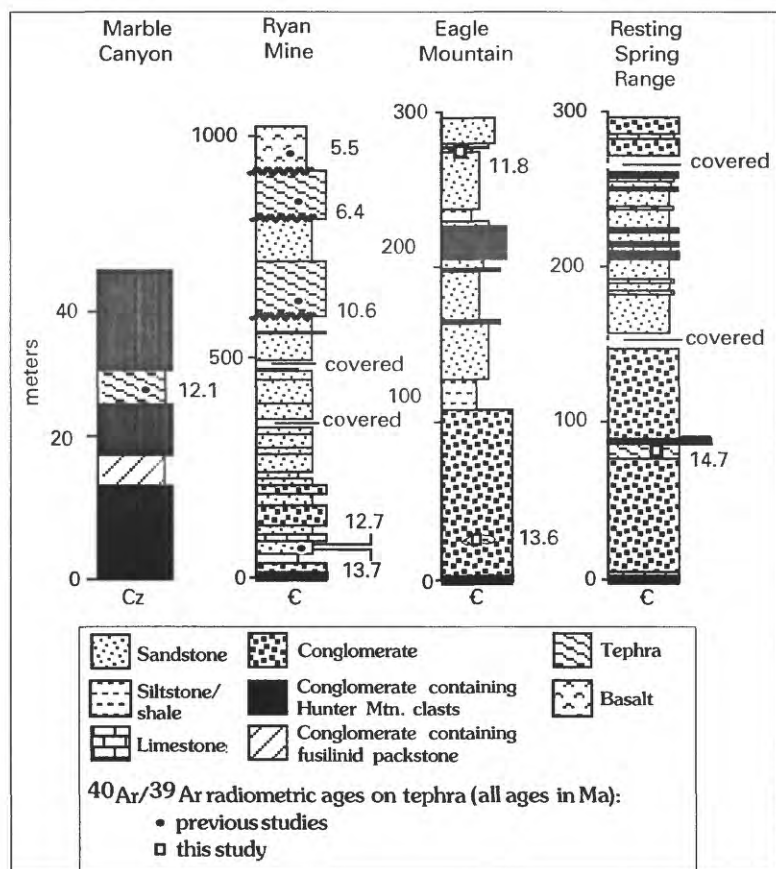 Marble Canyon
Ryan Mine
Eagle Mountain
Resting Spring Range
meters
40
20
0
12.1
Cz
1000
500
0
5.5
6.4
10.6
covered
covered
12.7
13.7
Є
300
200
100
0
11.8
13.6
Є
300
200
100
0
covered
covered
14.7
Є
Sandstone
Conglomerate
Tephra
Siltstone/
shale
Conglomerate containing
Hunter Mtn. clasts
Basalt
Limestone
Conglomerate containing
fusilinid packstone
40Ar/39Ar radiometric ages on tephra (all ages in Ma):
previous studies
this study